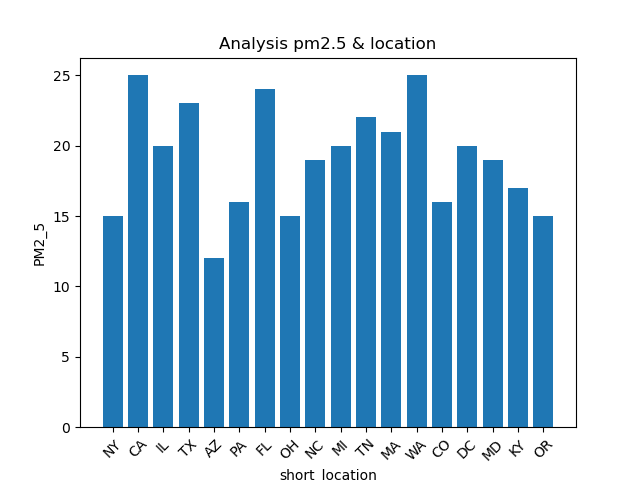 Analysis pm2.5 & location
25
20
15
10
5
0
PM2_5
NY CA IL TX AZ PA FL OH NC MI TN MA WA CO DC MD KY OR
short_location